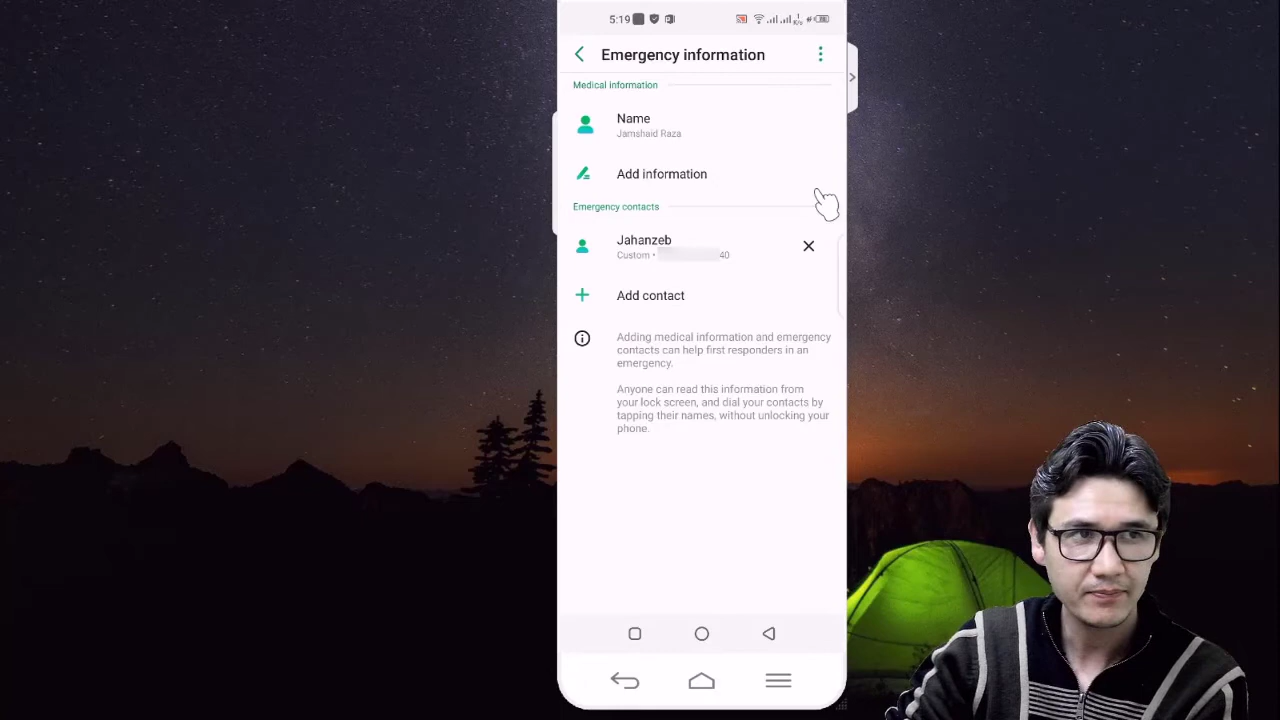 5:19
Emergency information
Medical information
Name
Jamshaid Raza
Add information
Emergency contacts
Jahanzeb
Custom • 40
Add contact
Adding medical information and emergency
contacts can help first responders in an
emergency.
Anyone can read this information from
your lock screen, and dial your contacts by
tapping their names, without unlocking your
phone.